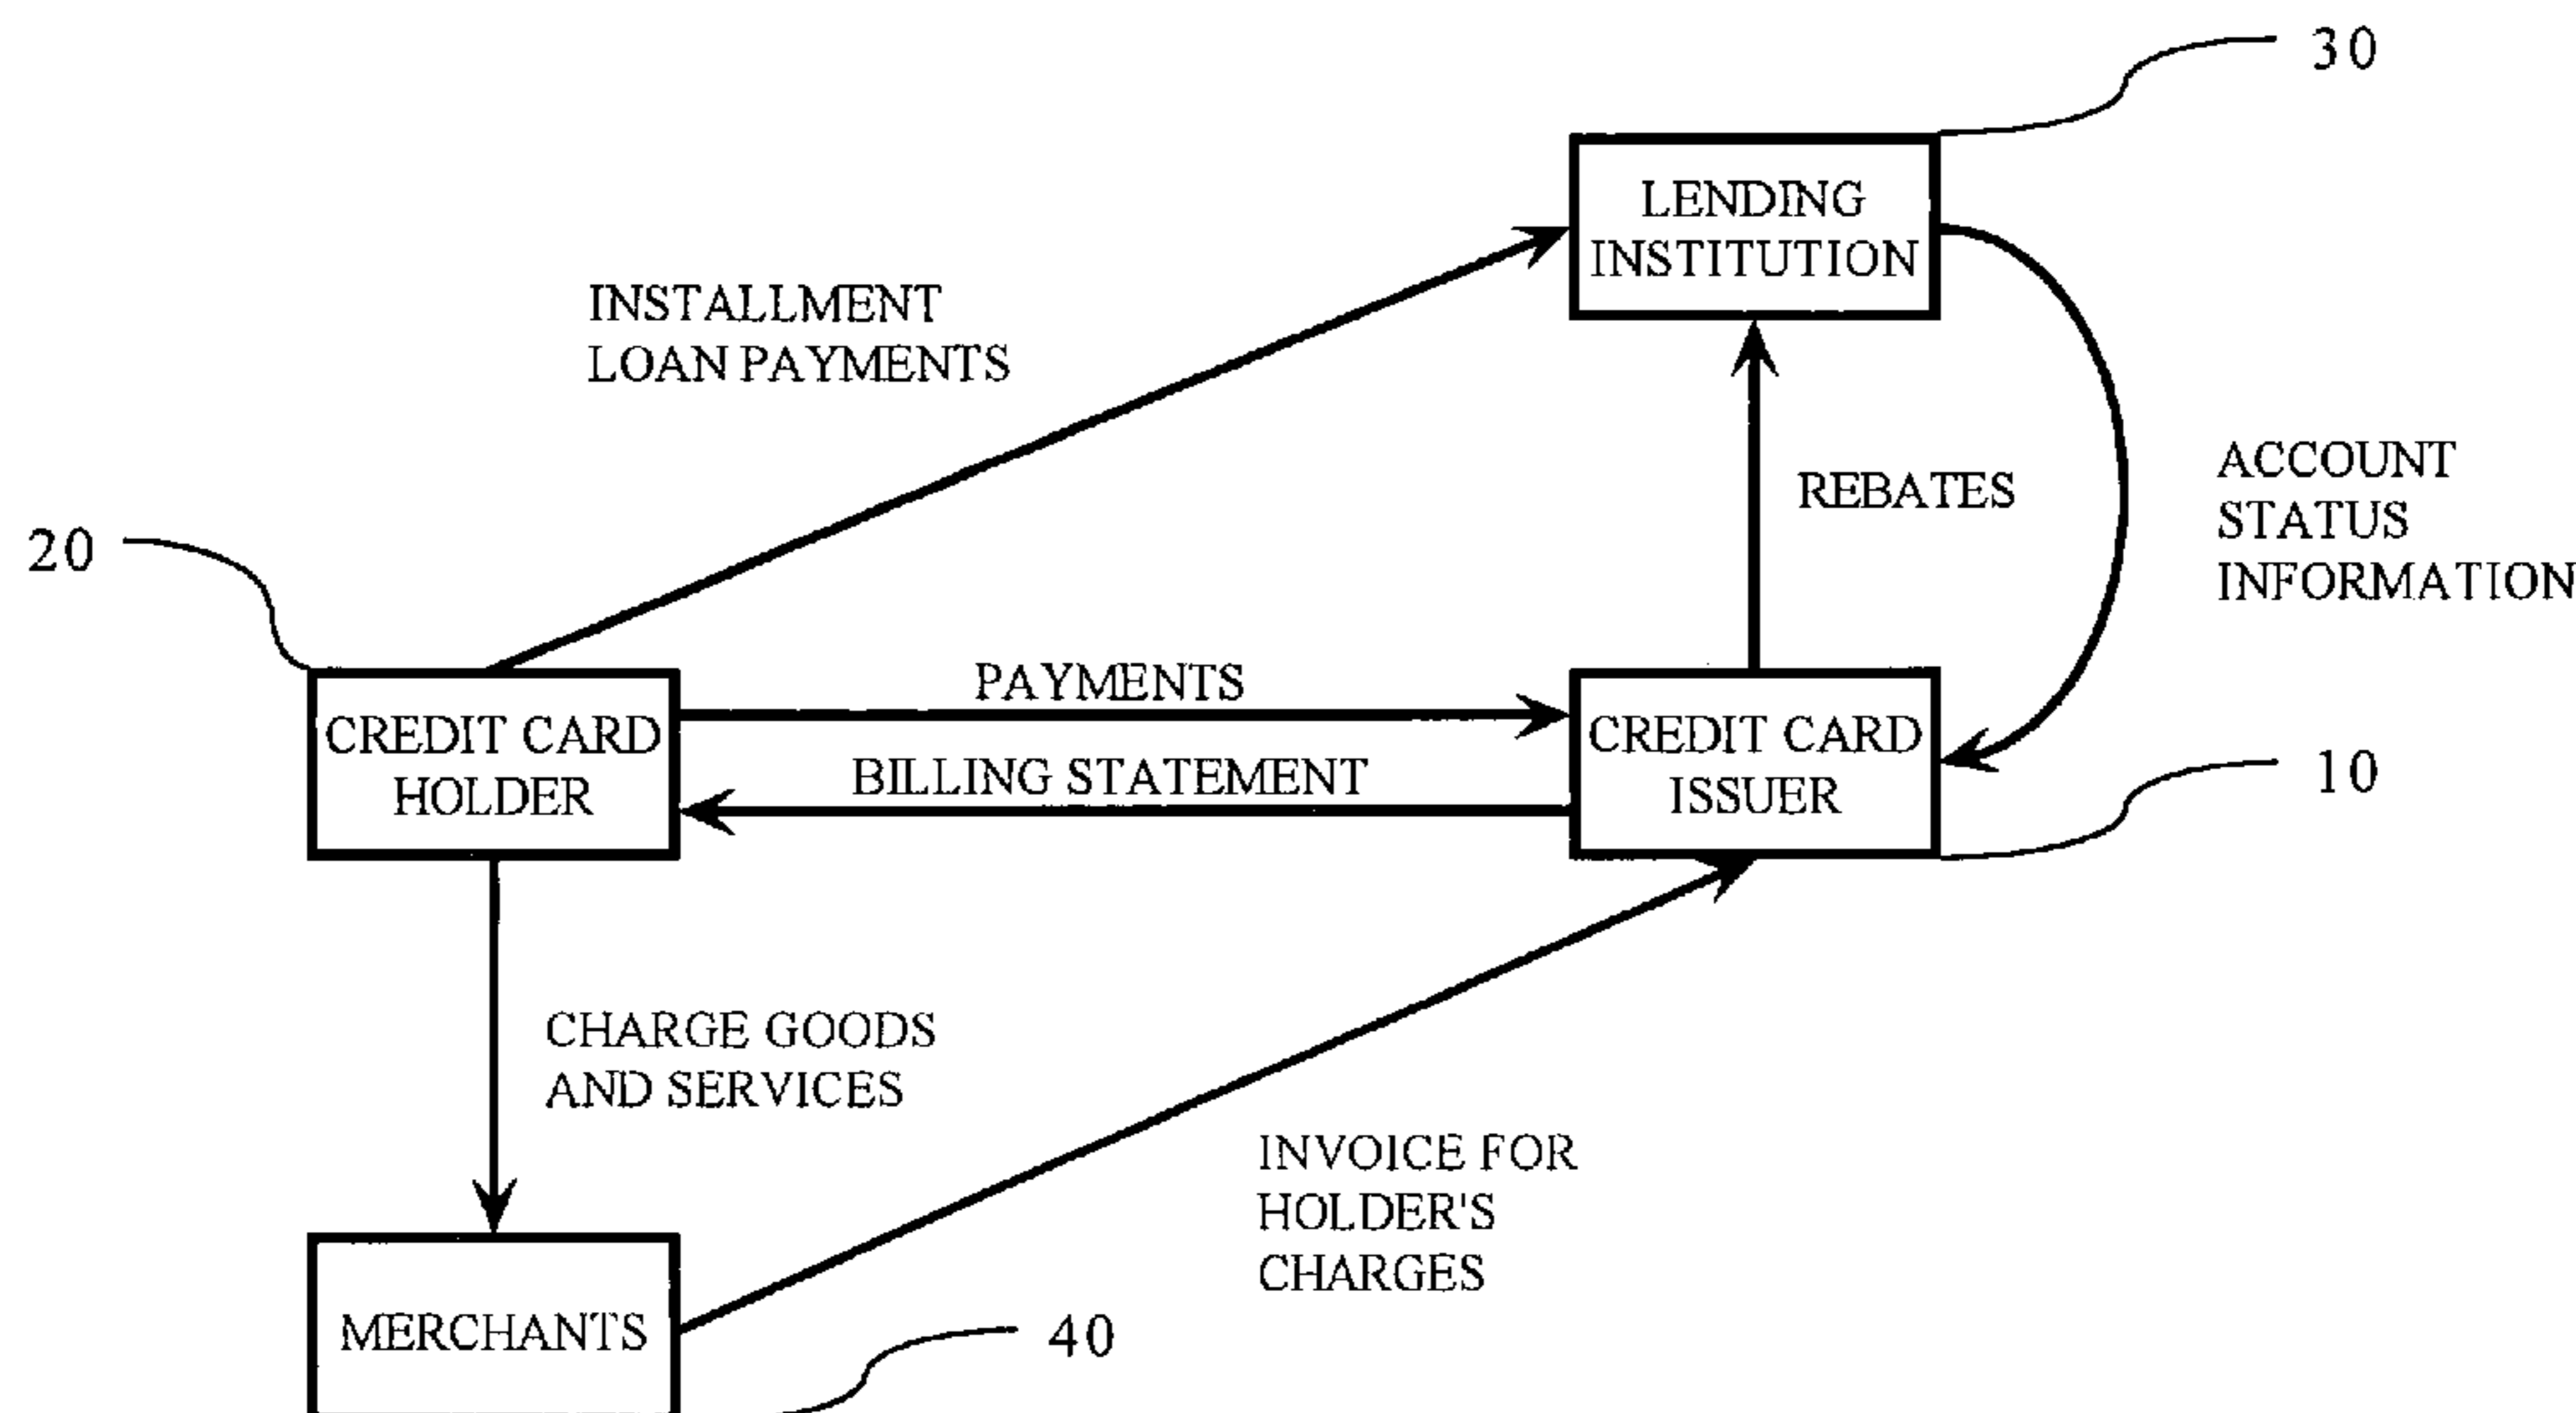 30
LENDING
INSTITUTION
INSTALLMENT
LOAN PAYMENTS
REBATES
ACCOUNT
STATUS
INFORMATION
20
PAYMENTS
CREDIT CARD
HOLDER
BILLING STATEMENT
CREDIT CARD
ISSUER
10
CHARGE GOODS
AND SERVICES
INVOICE FOR
HOLDER'S
CHARGES
MERCHANTS
40